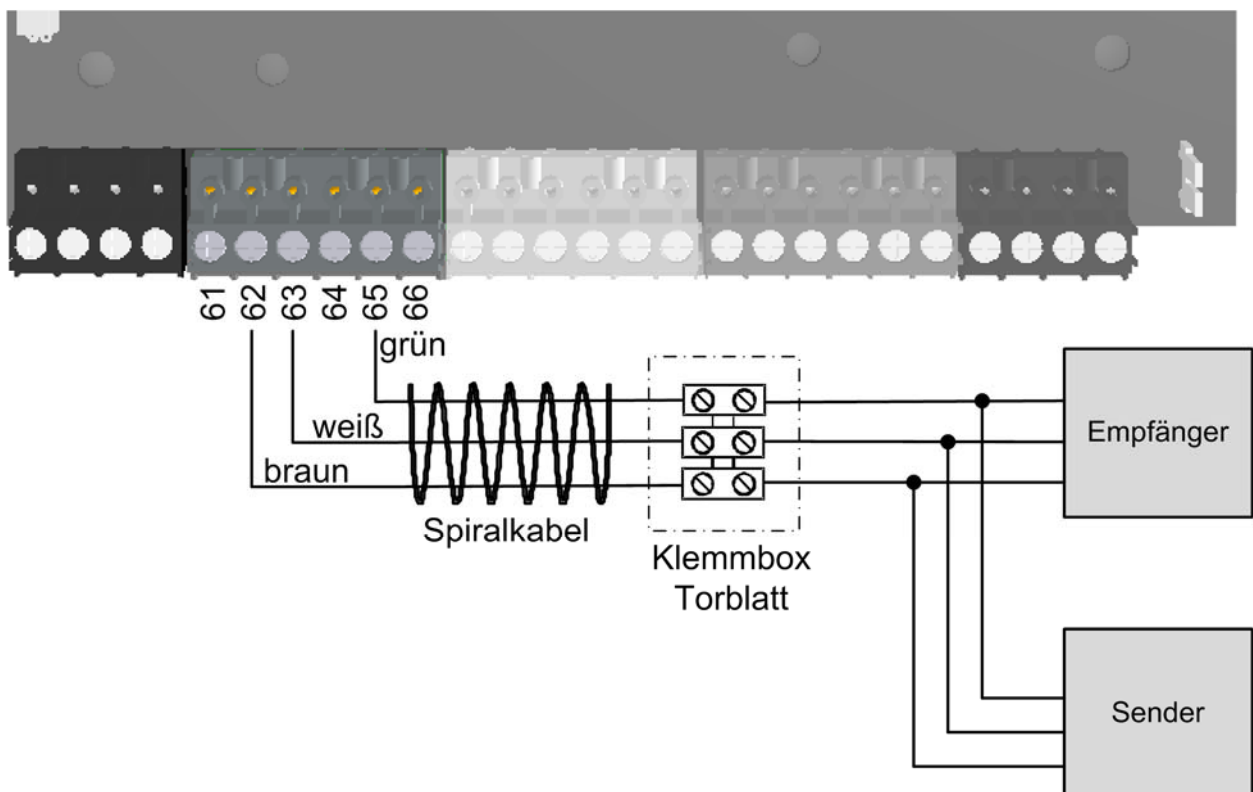 61
62
63
64
65
66
grün
weiß
braun
Spiralkabel
Klemmbox
Torblatt
Empfänger
Sender